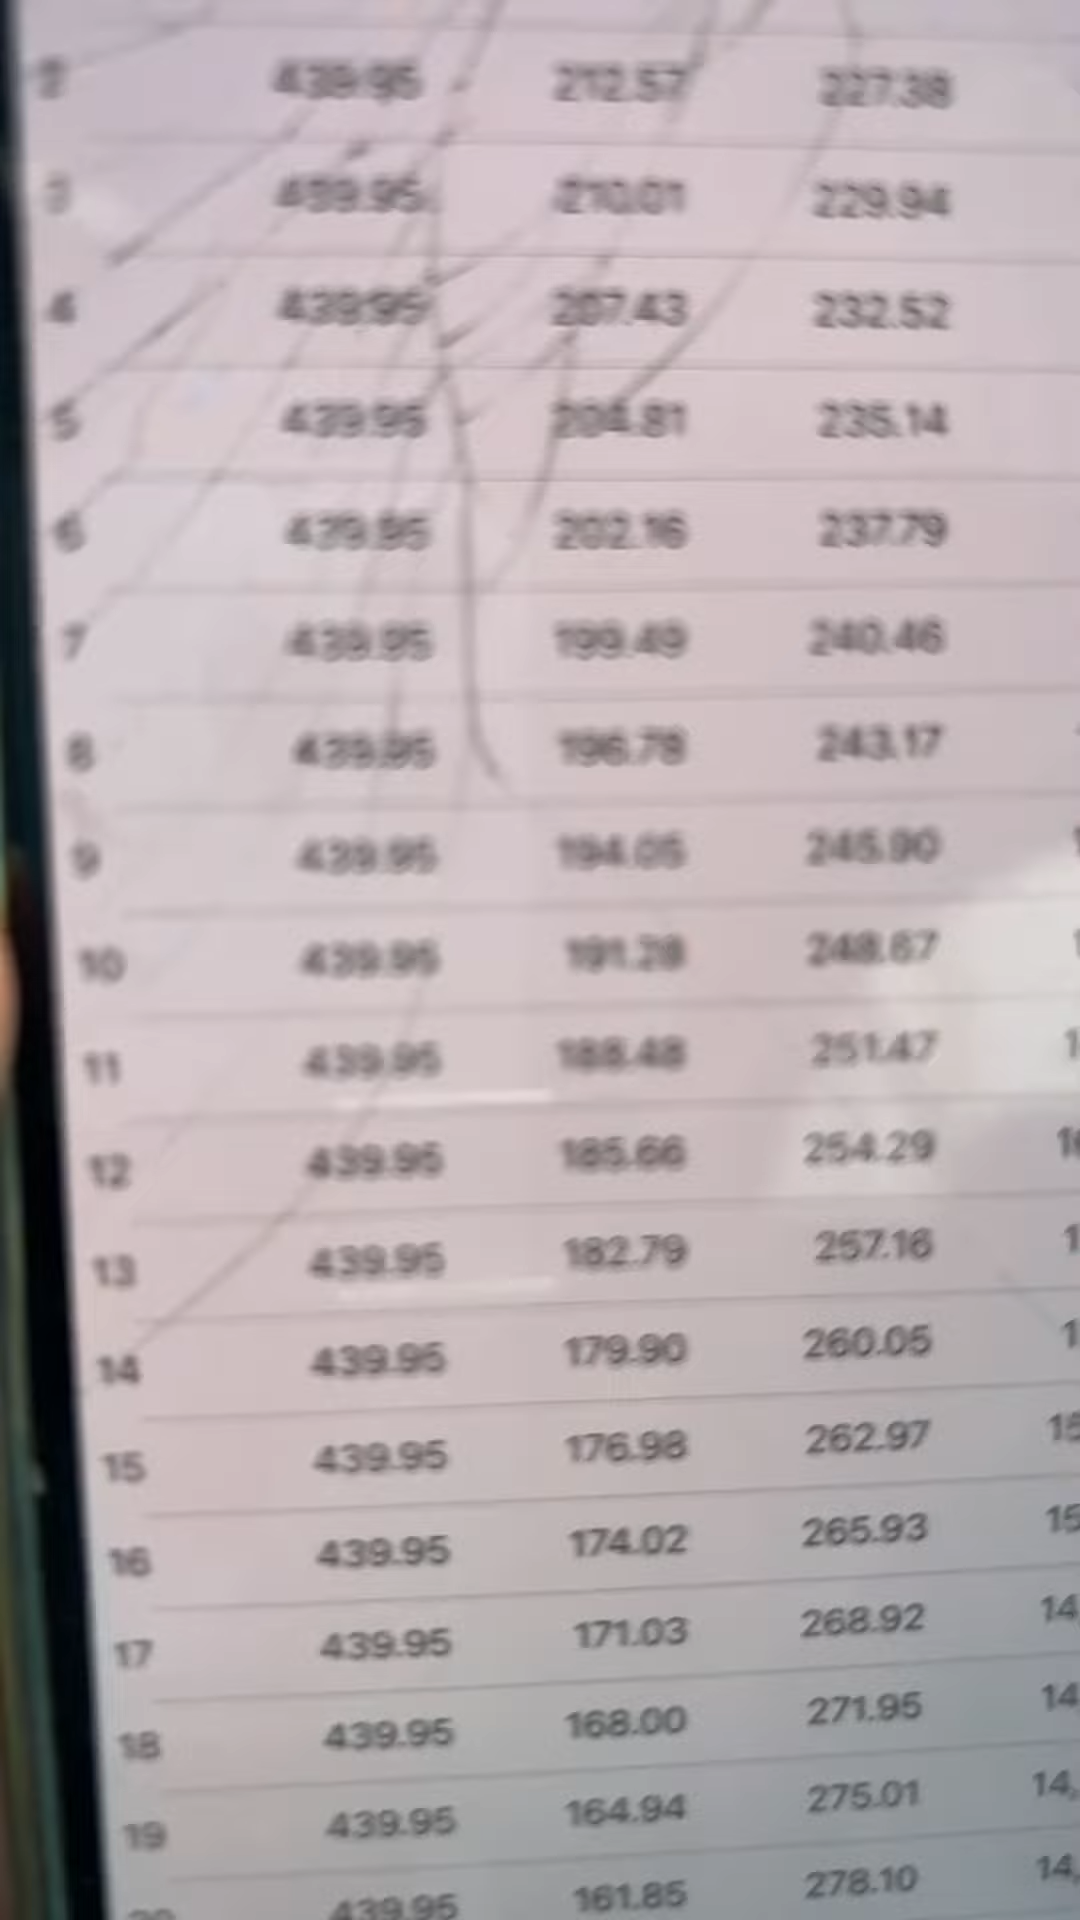 2 439.95 212.57 227.38
3 439.95 210.01 229.94
4 439.95 207.43 232.52
5 439.95 204.81 235.14
6 439.95 202.16 237.79
7 439.95 199.49 240.46
8 439.95 196.78 243.17
9 439.95 194.05 245.90
10 439.95 191.28 248.67
11 439.95 188.48 251.47
12 439.95 185.66 254.29
13 439.95 182.79 257.16
14 439.95 179.90 260.05
15 439.95 176.98 262.97
16 439.95 174.02 265.93
17 439.95 171.03 268.92
18 439.95 168.00 271.95
19 439.95 164.94 275.01
439.95 161.85 278.10